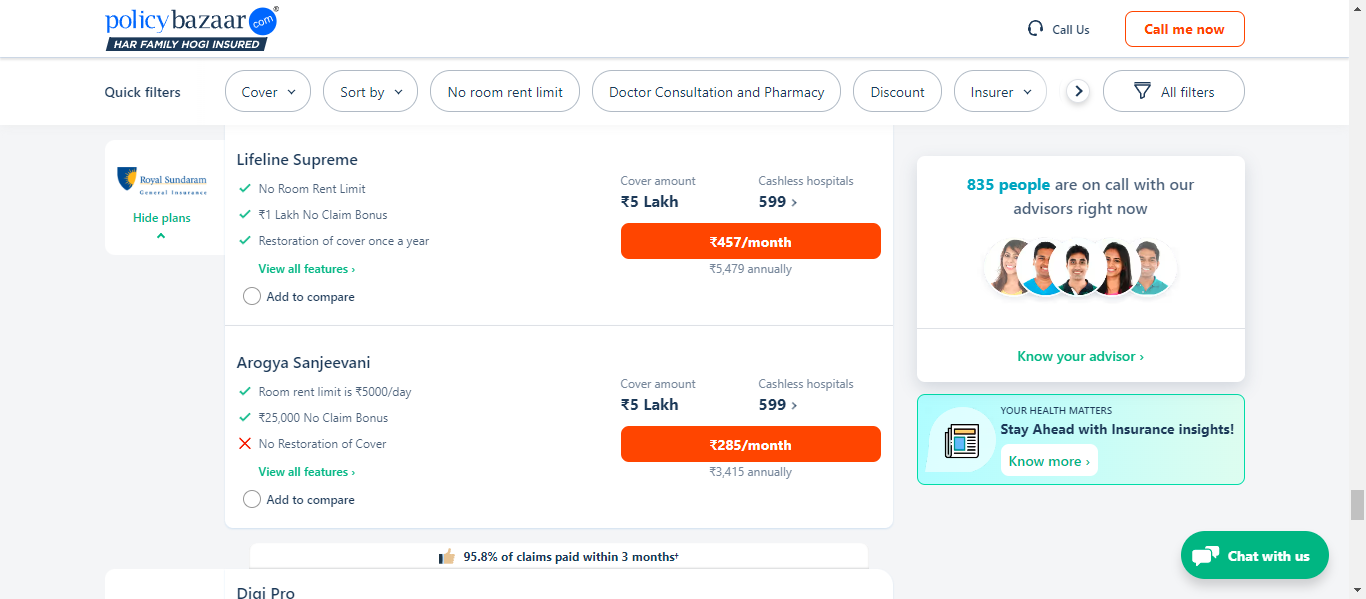 policybazaar.com®
HAR FAMILY HOGI INSURED
Call Us
Call me now
Quick filters
Cover
Sort by
No room rent limit
Doctor Consultation and Pharmacy
Discount
Insurer
All filters
Royal Sundaram
General Insurance
Hide plans
Lifeline Supreme
No Room Rent Limit
₹1 Lakh No Claim Bonus
Restoration of cover once a year
View all features ›
Add to compare
Cover amount
₹5 Lakh
Cashless hospitals
599 ›
₹457/month
₹5,479 annually
Arogya Sanjeevani
Room rent limit is ₹5000/day
₹25,000 No Claim Bonus
No Restoration of Cover
View all features ›
Add to compare
Cover amount
₹5 Lakh
Cashless hospitals
599 ›
₹285/month
₹3,415 annually
95.8% of claims paid within 3 months⁺
Digi Pro
835 people are on call with our
advisors right now
Know your advisor ›
YOUR HEALTH MATTERS
Stay Ahead with Insurance insights!
Know more ›
Chat with us